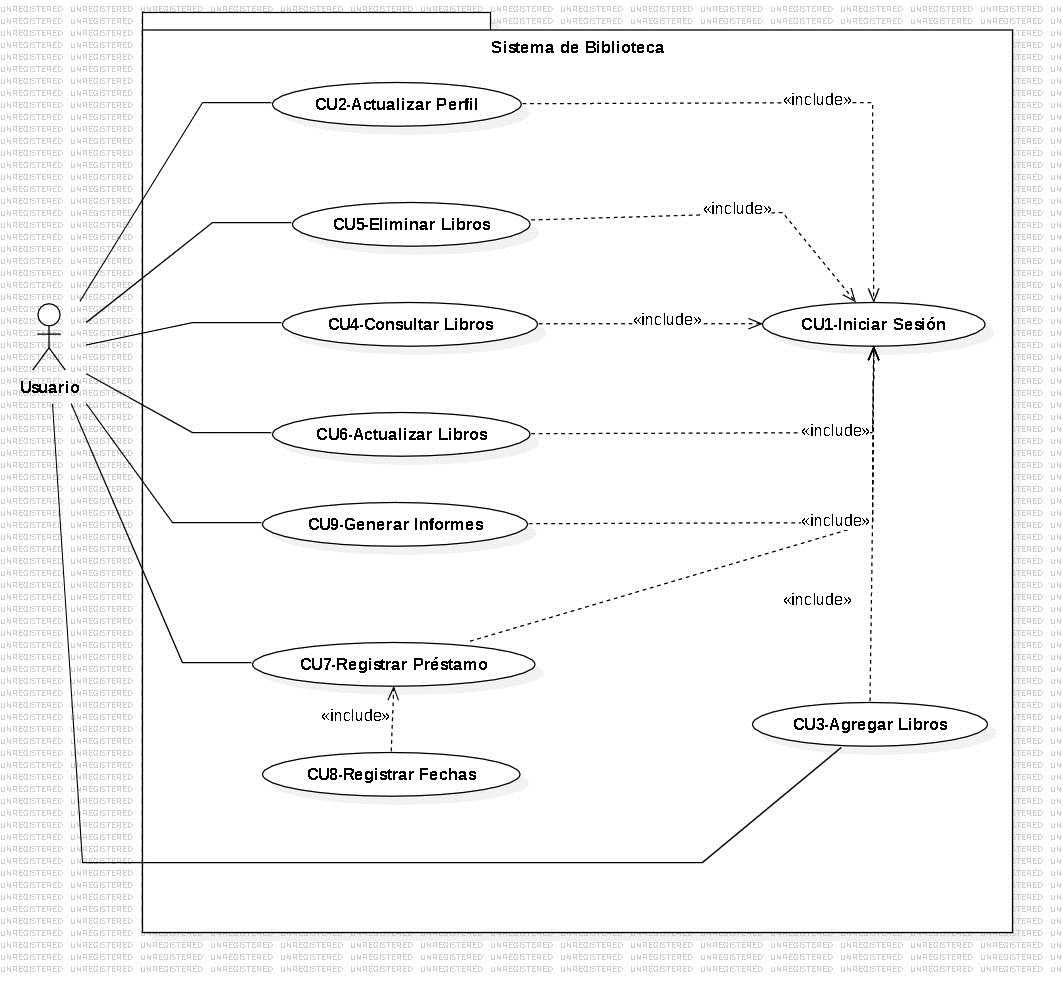 Sistema de Biblioteca
CU2-Actualizar Perfil
«include»
CU5-Eliminar Libros
«include»
CU4-Consultar Libros
«include»
CU1-Iniciar Sesión
Usuario
CU6-Actualizar Libros
«include»
CU9-Generar Informes
«include»
«include»
CU7-Registrar Préstamo
«include»
CU3-Agregar Libros
CU8-Registrar Fechas
UNREGISTERED